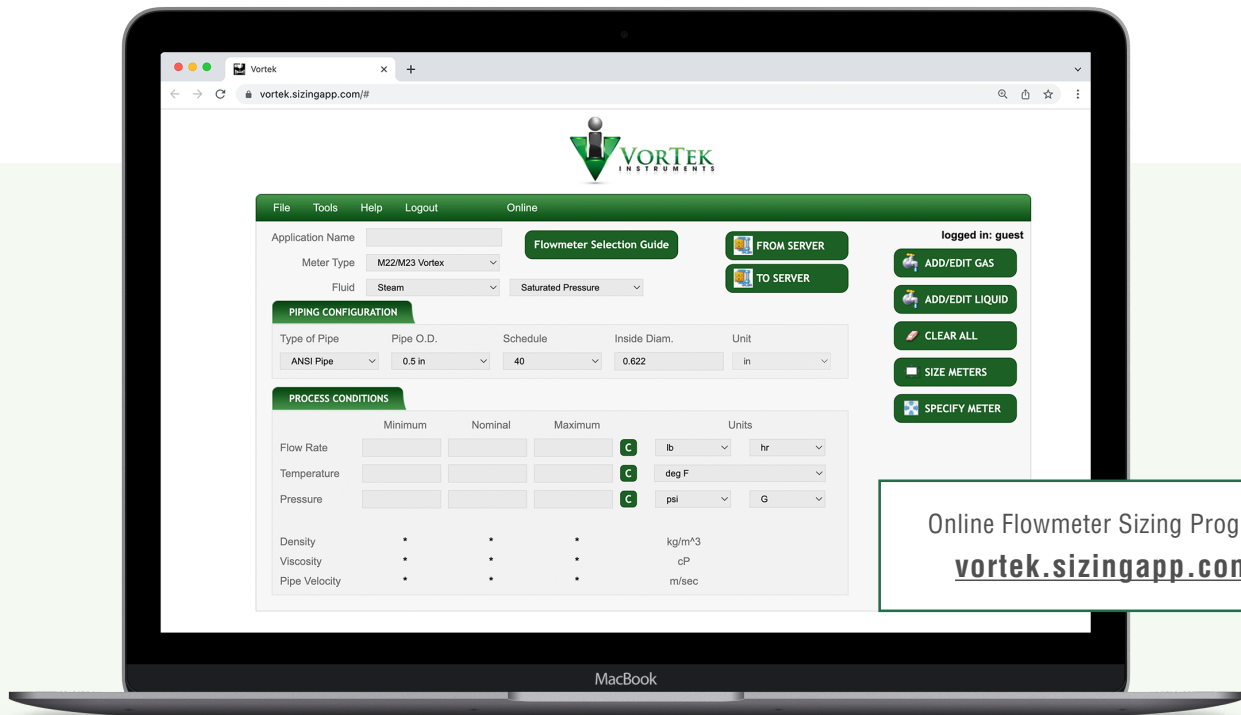 Vortek
vortek.sizingapp.com/#
VORTEK
INSTRUMENTS
File Tools Help Logout Online
Application Name Flowmeter Selection Guide FROM SERVER logged in: guest
Meter Type M22/M23 Vortex TO SERVER ADD/EDIT GAS
Fluid Steam Saturated Pressure ADD/EDIT LIQUID
PIPING CONFIGURATION
Type of Pipe Pipe O.D. Schedule Inside Diam. Unit CLEAR ALL
ANSI Pipe 0.5 in 40 0.622 in SIZE METERS
PROCESS CONDITIONS SPECIFY METER
Minimum Nominal Maximum Units
Flow Rate C lb hr
Temperature C deg F
Pressure C psi G
Density * * * kg/m^3
Viscosity * * * cP
Pipe Velocity * * * m/sec
Online Flowmeter Sizing Prog
vortek.sizingapp.com
MacBook